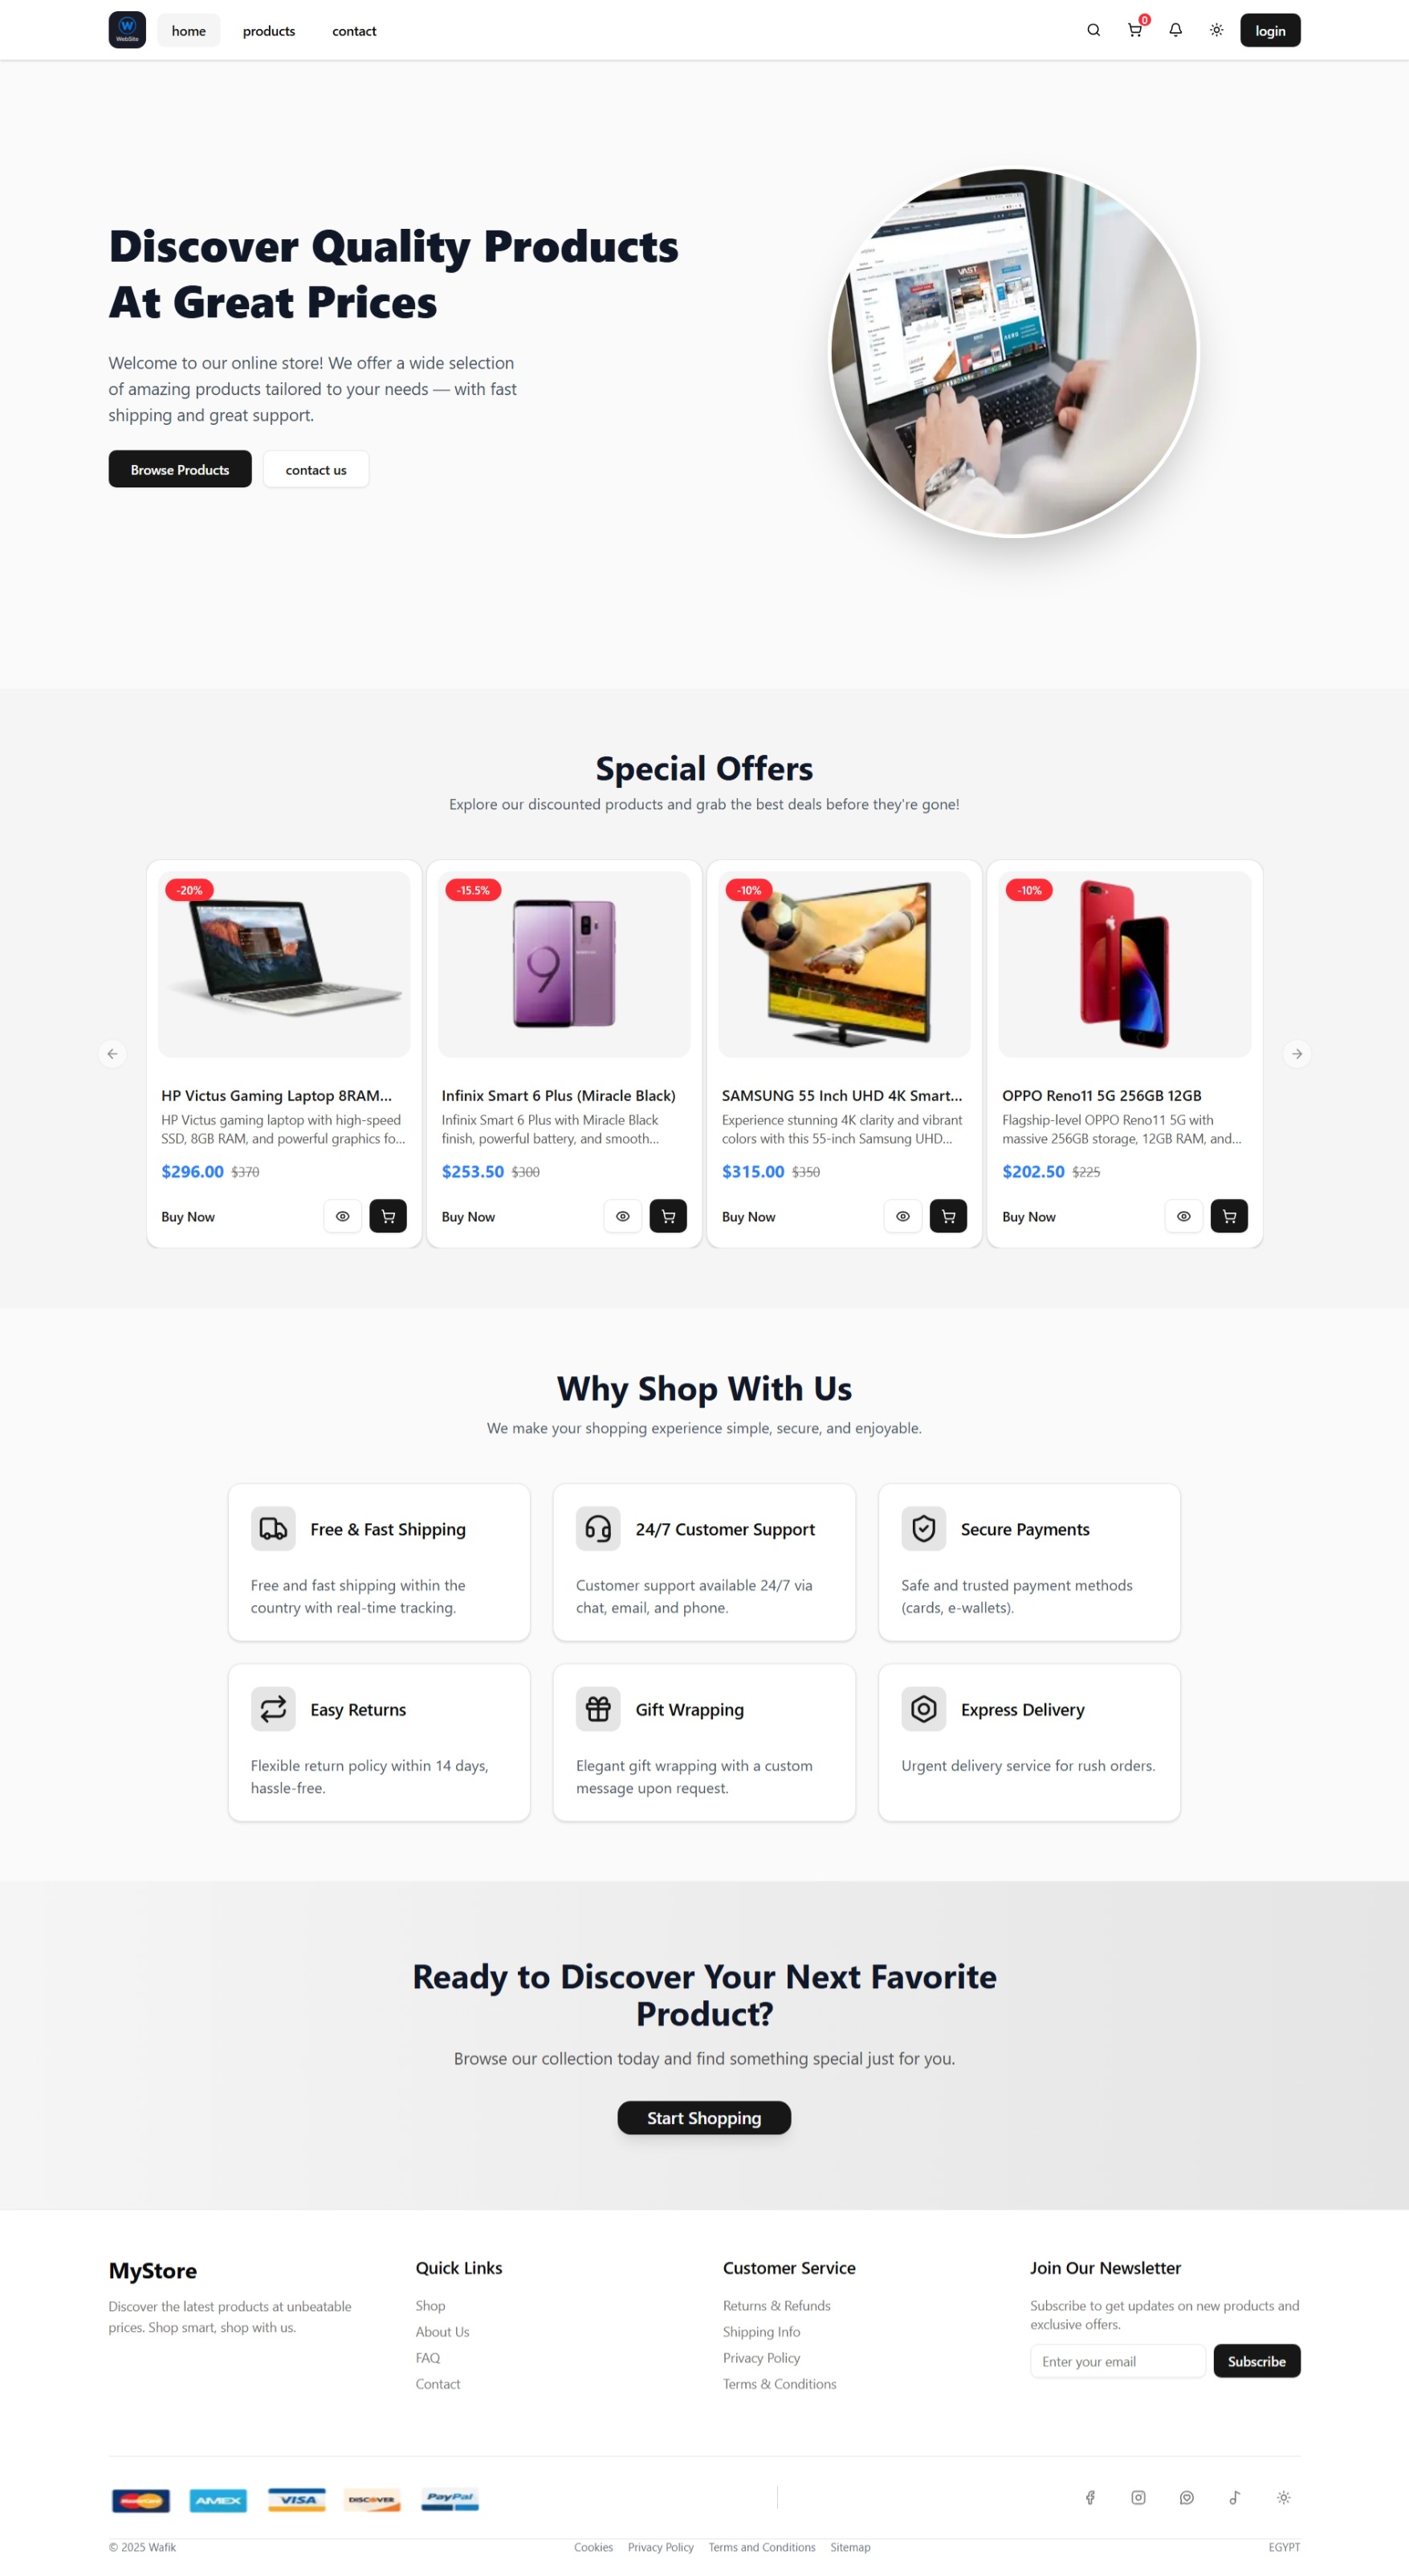 W
WebSite
home
products
contact
0
login
Discover Quality Products
At Great Prices
Welcome to our online store! We offer a wide selection
of amazing products tailored to your needs — with fast
shipping and great support.
Browse Products
contact us
VAST
Special Offers
Explore our discounted products and grab the best deals before they're gone!
-20%
HP Victus Gaming Laptop 8RAM...
HP Victus gaming laptop with high-speed
SSD, 8GB RAM, and powerful graphics fo...
$296.00 $370
Buy Now
-15.5%
9
SAMSUNG
Infinix Smart 6 Plus (Miracle Black)
Infinix Smart 6 Plus with Miracle Black
finish, powerful battery, and smooth...
$253.50 $300
Buy Now
-10%
SAMSUNG 55 Inch UHD 4K Smart...
Experience stunning 4K clarity and vibrant
colors with this 55-inch Samsung UHD...
$315.00 $350
Buy Now
-10%
OPPO Reno11 5G 256GB 12GB
Flagship-level OPPO Reno11 5G with
massive 256GB storage, 12GB RAM, and...
$202.50 $225
Buy Now
Why Shop With Us
We make your shopping experience simple, secure, and enjoyable.
Free & Fast Shipping
Free and fast shipping within the
country with real-time tracking.
24/7 Customer Support
Customer support available 24/7 via
chat, email, and phone.
Secure Payments
Safe and trusted payment methods
(cards, e-wallets).
Easy Returns
Flexible return policy within 14 days,
hassle-free.
Gift Wrapping
Elegant gift wrapping with a custom
message upon request.
Express Delivery
Urgent delivery service for rush orders.
Ready to Discover Your Next Favorite
Product?
Browse our collection today and find something special just for you.
Start Shopping
MyStore
Discover the latest products at unbeatable
prices. Shop smart, shop with us.
Quick Links
Shop
About Us
FAQ
Contact
Customer Service
Returns & Refunds
Shipping Info
Privacy Policy
Terms & Conditions
Join Our Newsletter
Subscribe to get updates on new products and
exclusive offers.
Enter your email
Subscribe
MasterCard
AMEX
VISA
DISCOVER
PayPal
© 2025 Wafik
Cookies
Privacy Policy
Terms and Conditions
Sitemap
EGYPT